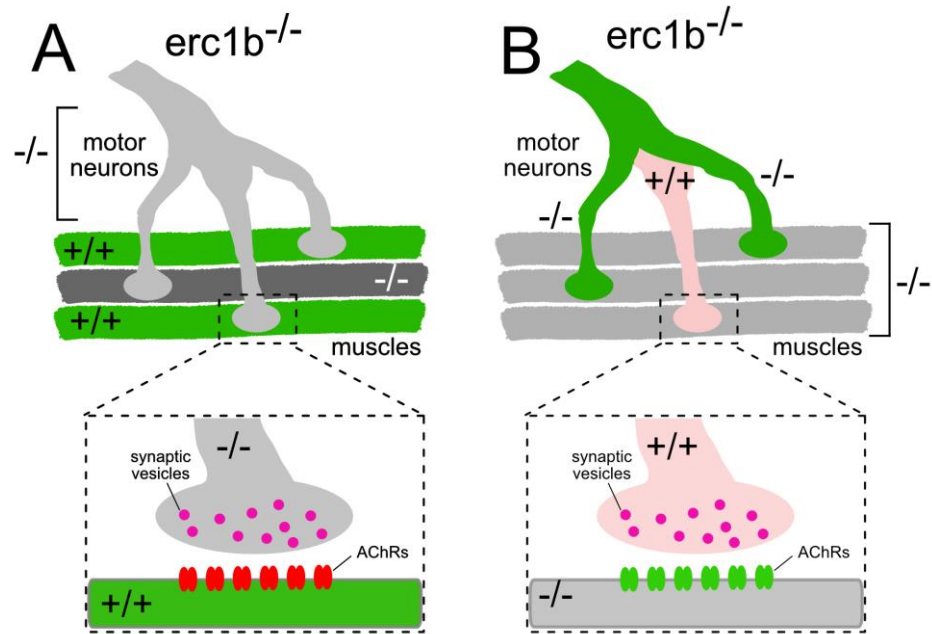 A
erc1b-/-
-/-
motor
neurons
+/+
-/-
+/+
muscles
-/-
synaptic
vesicles
AChRs
+/+
B
erc1b-/-
motor
neurons
+/+
-/-
-/-
-/-
muscles
+/+
synaptic
vesicles
AChRs
-/-